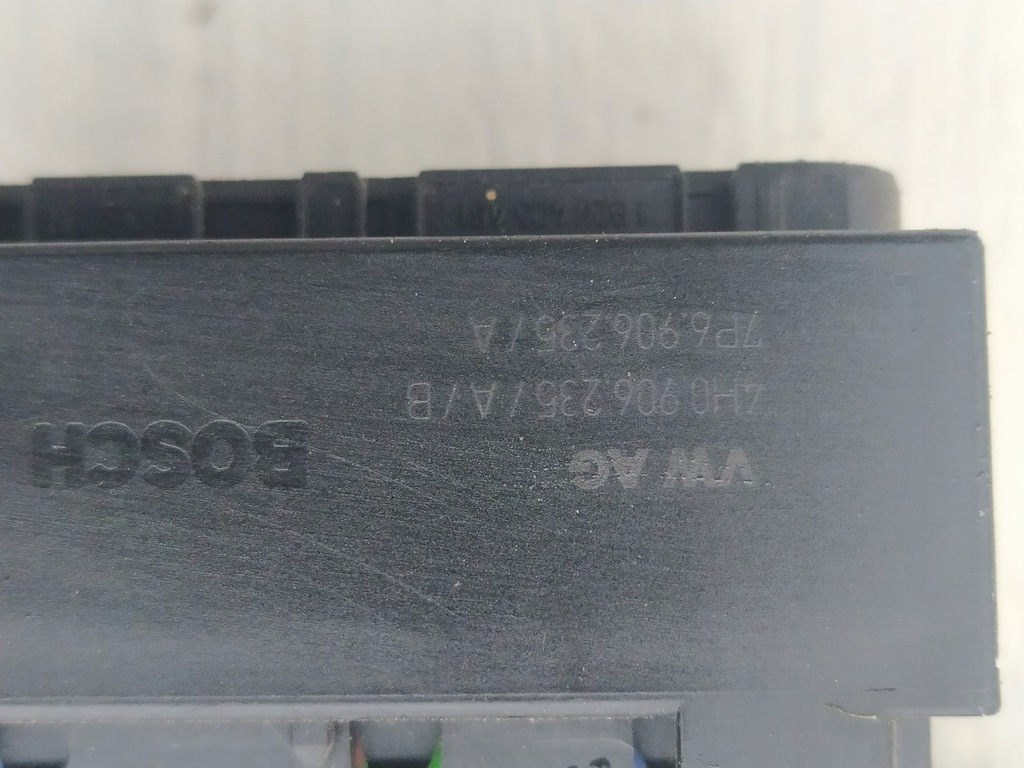 VW AG
BOSCH
4H0.906.235 / A / B
7P6.906.235 / A